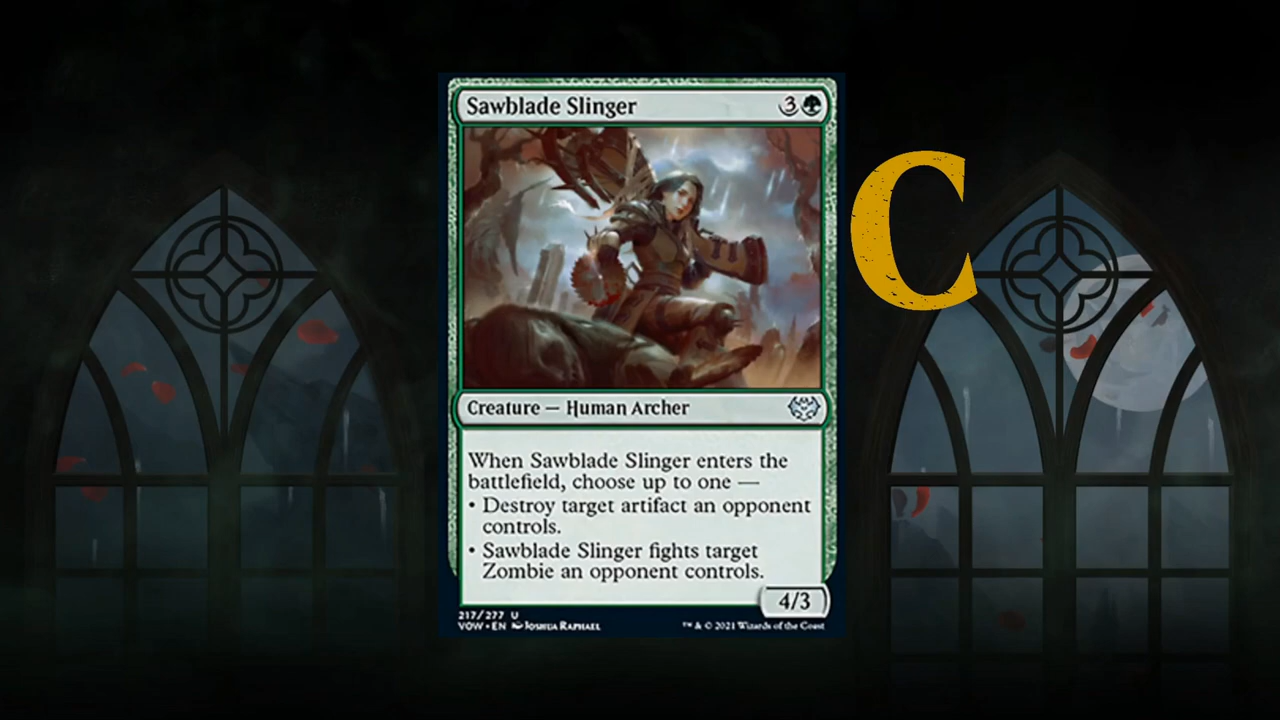 Sawblade Slinger 3
C
Creature — Human Archer
When Sawblade Slinger enters the
battlefield, choose up to one —
• Destroy target artifact an opponent
controls.
• Sawblade Slinger fights target
Zombie an opponent controls.
4/3
217/277 U
VOW • EN Joshua Raphael
™ & © 2021 Wizards of the Coast